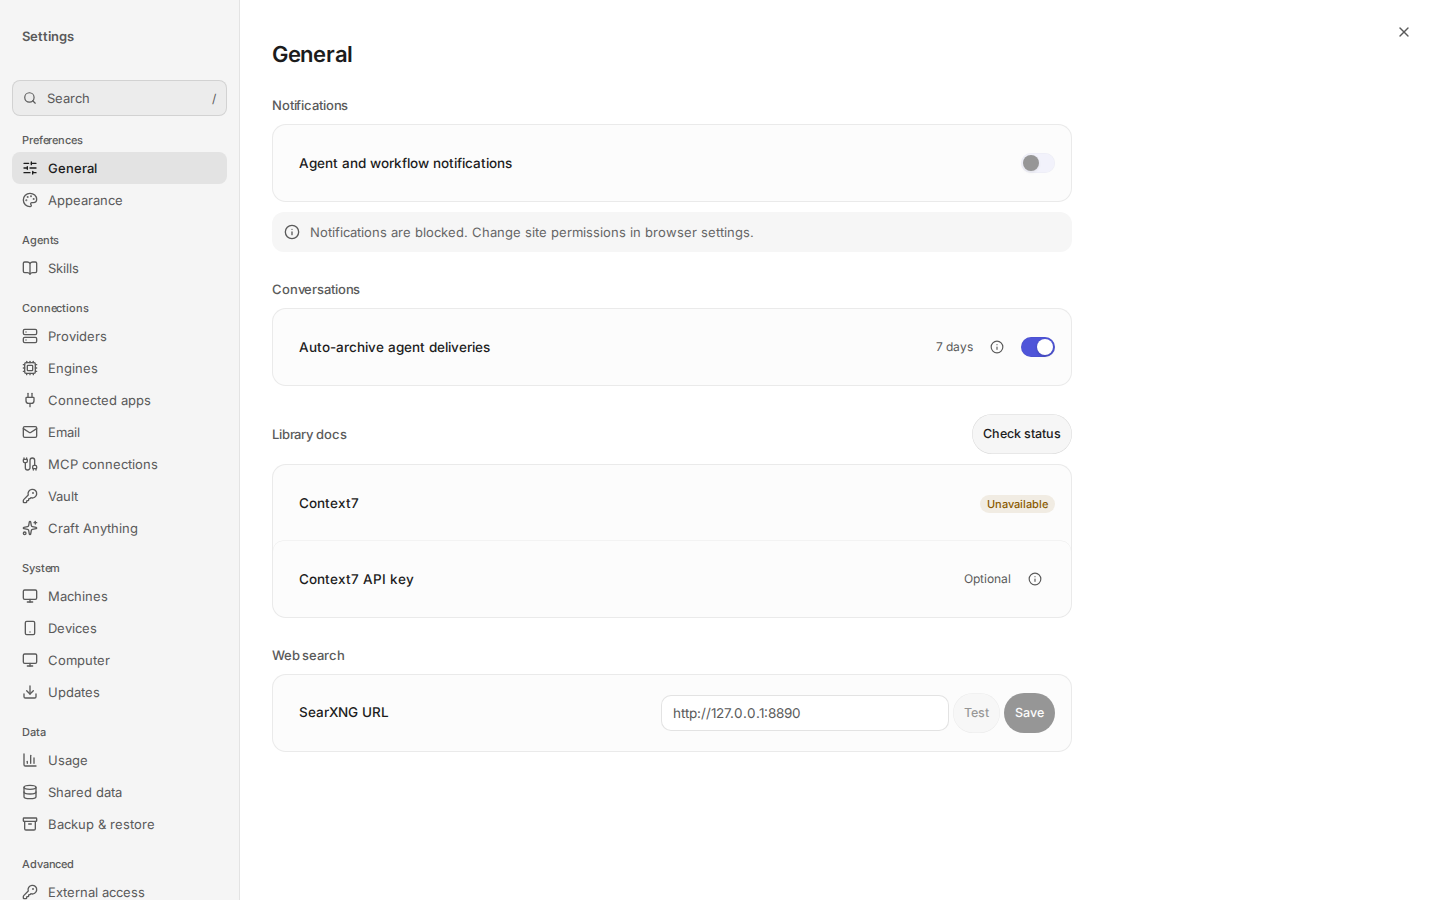 Settings
Search /
Preferences
General
Appearance
Agents
Skills
Connections
Providers
Engines
Connected apps
Email
MCP connections
Vault
Craft Anything
System
Machines
Devices
Computer
Updates
Data
Usage
Shared data
Backup & restore
Advanced
External access
General
Notifications
Agent and workflow notifications
Notifications are blocked. Change site permissions in browser settings.
Conversations
Auto-archive agent deliveries 7 days
Library docs Check status
Context7 Unavailable
Context7 API key Optional
Web search
SearXNG URL http://127.0.0.1:8890 Test Save